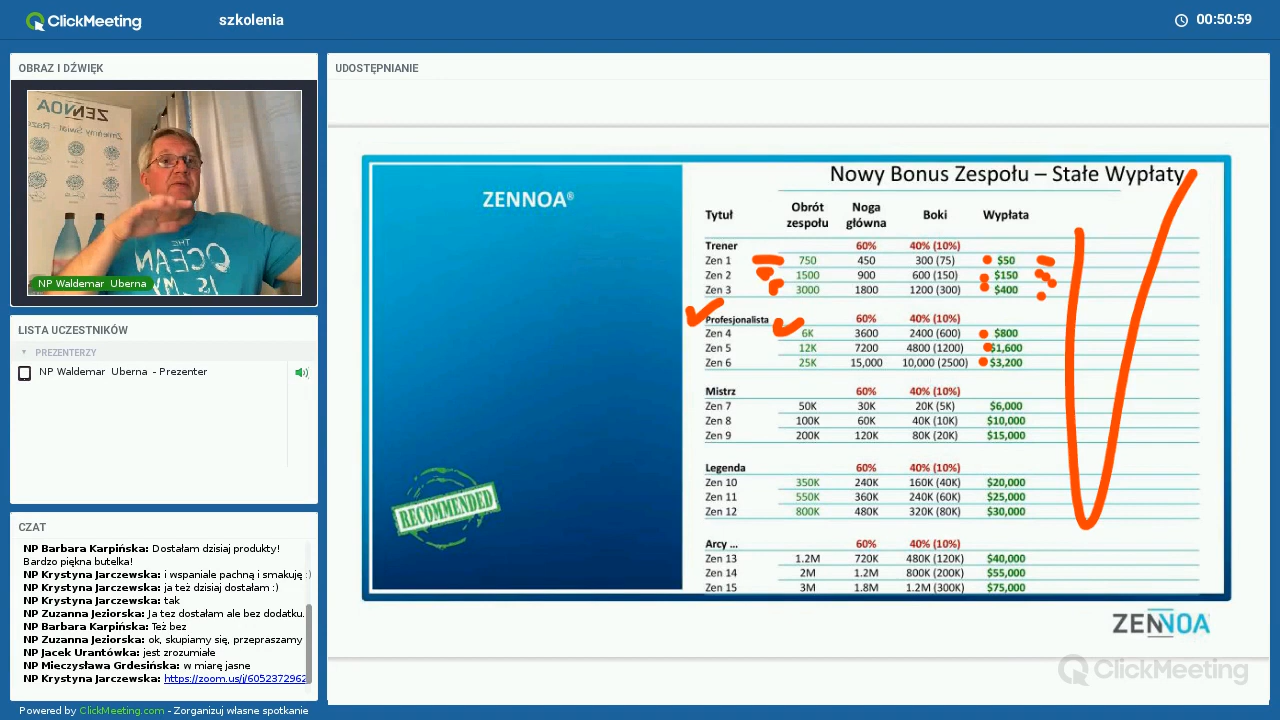 ClickMeeting
szkolenia
00:50:59
OBRAZ I DŹWIĘK
ZENNOA
NP Waldemar Uberna
THE
OCEAN
LISTA UCZESTNIKÓW
PREZENTERZY
NP Waldemar Uberna - Prezenter
CZAT
NP Barbara Karpińska: Dostałam dzisiaj produkty!
Bardzo piękna butelka!
NP Krystyna Jarczewska: i wspaniale pachną i smakuję :)
NP Krystyna Jarczewska: ja też dzisiaj dostałam :)
NP Krystyna Jarczewska: tak
NP Zuzanna Jeziorska: Ja tez dostałam ale bez dodatku.
NP Barbara Karpińska: Też bez
NP Zuzanna Jeziorska: ok, skupiamy się, przepraszamy
NP Jacek Urantówka: jest zrozumiałe
NP Mieczysława Grdesińska: w miarę jasne
NP Krystyna Jarczewska: https://zoom.us/j/6052372962
Powered by ClickMeeting.com - Zorganizuj własne spotkanie
UDOSTĘPNIANIE
ZENNOA®
RECOMMENDED
Nowy Bonus Zespołu – Stałe Wypłaty
Tytuł Obrót zespołu Noga główna Boki Wypłata
Trener 60% 40% (10%)
Zen 1 750 450 300 (75) $50
Zen 2 1500 900 600 (150) $150
Zen 3 3000 1800 1200 (300) $400
Profesjonalista 60% 40% (10%)
Zen 4 6K 3600 2400 (600) $800
Zen 5 12K 7200 4800 (1200) $1,600
Zen 6 25K 15,000 10,000 (2500) $3,200
Mistrz 60% 40% (10%)
Zen 7 50K 30K 20K (5K) $6,000
Zen 8 100K 60K 40K (10K) $10,000
Zen 9 200K 120K 80K (20K) $15,000
Legenda 60% 40% (10%)
Zen 10 350K 240K 160K (40K) $20,000
Zen 11 550K 360K 240K (60K) $25,000
Zen 12 800K 480K 320K (80K) $30,000
Arcy ... 60% 40% (10%)
Zen 13 1.2M 720K 480K (120K) $40,000
Zen 14 2M 1.2M 800K (200K) $55,000
Zen 15 3M 1.8M 1.2M (300K) $75,000
ZENNOA
ClickMeeting